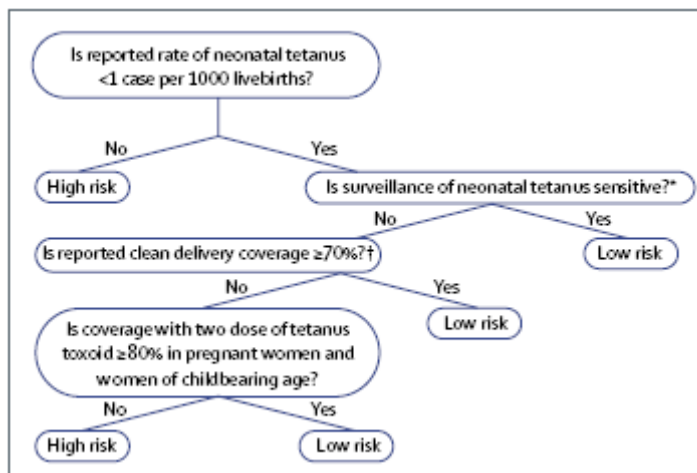 Is reported rate of neonatal tetanus
<1 case per 1000 livebirths?
No
Yes
High risk
Is surveillance of neonatal tetanus sensitive?*
No
Yes
Is reported clean delivery coverage ≥70%?†
Low risk
No
Yes
Is coverage with two dose of tetanus
toxoid ≥80% in pregnant women and
women of childbearing age?
Low risk
No
Yes
High risk
Low risk